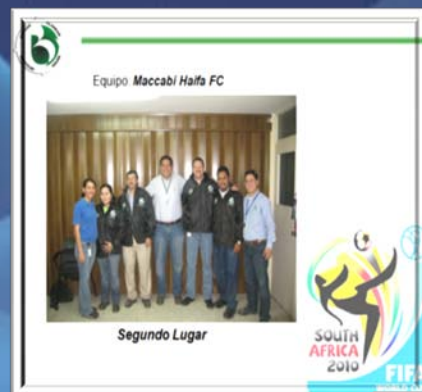 Equipo Maccabi Haifa FC
Segundo Lugar
SOUTH
AFRICA
2010
FIFA